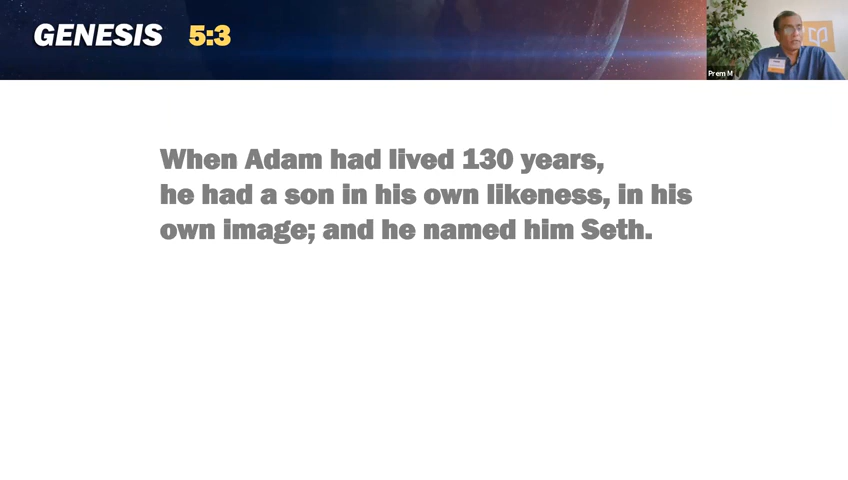 GENESIS 5:3
Prem M
When Adam had lived 130 years,
he had a son in his own likeness, in his
own image; and he named him Seth.